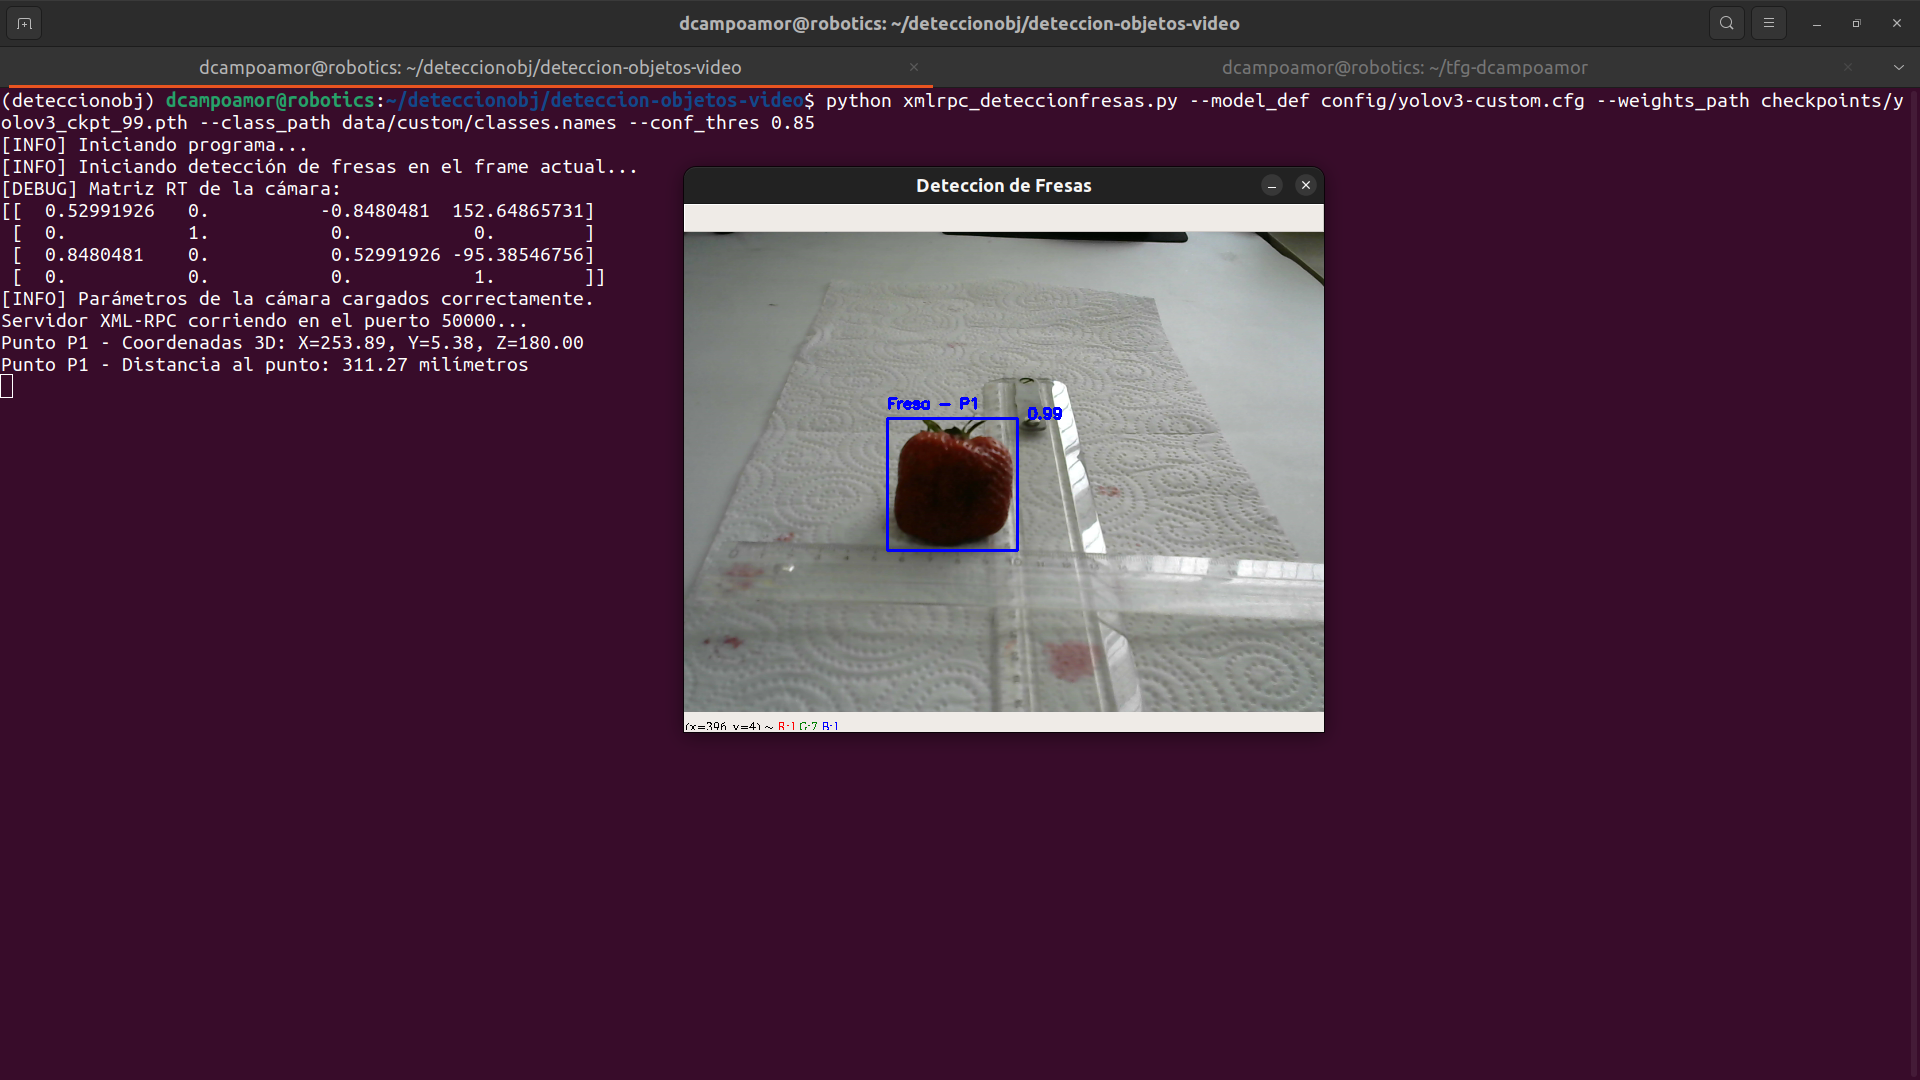 dcampoamor@robotics: ~/deteccionobj/deteccion-objetos-video
dcampoamor@robotics: ~/deteccionobj/deteccion-objetos-video
dcampoamor@robotics: ~/tfg-dcampoamor
(deteccionobj) dcampoamor@robotics:~/deteccionobj/deteccion-objetos-video$ python xmlrpc_deteccionfresas.py --model_def config/yolov3-custom.cfg --weights_path checkpoints/y
olov3_ckpt_99.pth --class_path data/custom/classes.names --conf_thres 0.85
[INFO] Iniciando programa...
[INFO] Iniciando detección de fresas en el frame actual...
[DEBUG] Matriz RT de la cámara:
[[  0.52991926   0.          -0.8480481  152.64865731]
 [  0.           1.           0.           0.        ]
 [  0.8480481    0.           0.52991926 -95.38546756]
 [  0.           0.           0.           1.        ]]
[INFO] Parámetros de la cámara cargados correctamente.
Servidor XML-RPC corriendo en el puerto 50000...
Punto P1 - Coordenadas 3D: X=253.89, Y=5.38, Z=180.00
Punto P1 - Distancia al punto: 311.27 milímetros
Deteccion de Fresas
Fresa - P1
0.99
(x=396, y=4) ~ R:1 G:7 B:1